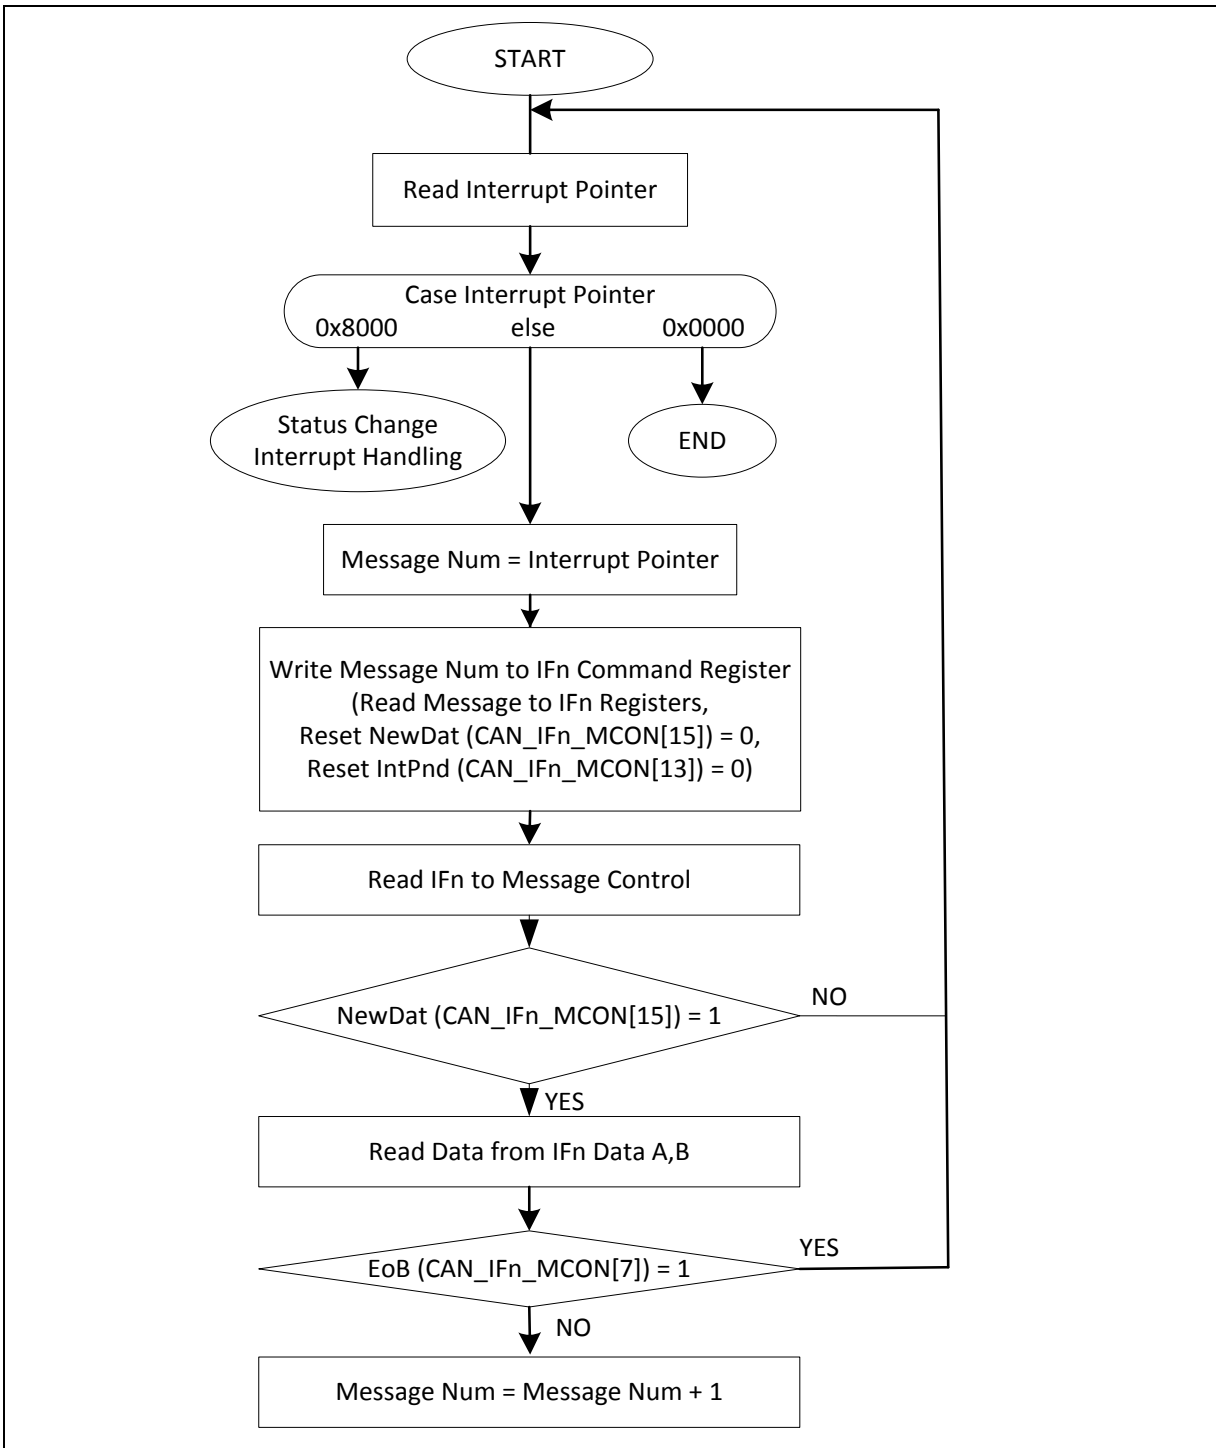 START
Read Interrupt Pointer
Case Interrupt Pointer
0x8000 else 0x0000
Status Change
Interrupt Handling
END
Message Num = Interrupt Pointer
Write Message Num to IFn Command Register
(Read Message to IFn Registers,
Reset NewDat (CAN_IFn_MCON[15]) = 0,
Reset IntPnd (CAN_IFn_MCON[13]) = 0)
Read IFn to Message Control
NewDat (CAN_IFn_MCON[15]) = 1
NO
YES
Read Data from IFn Data A,B
EoB (CAN_IFn_MCON[7]) = 1
YES
NO
Message Num = Message Num + 1